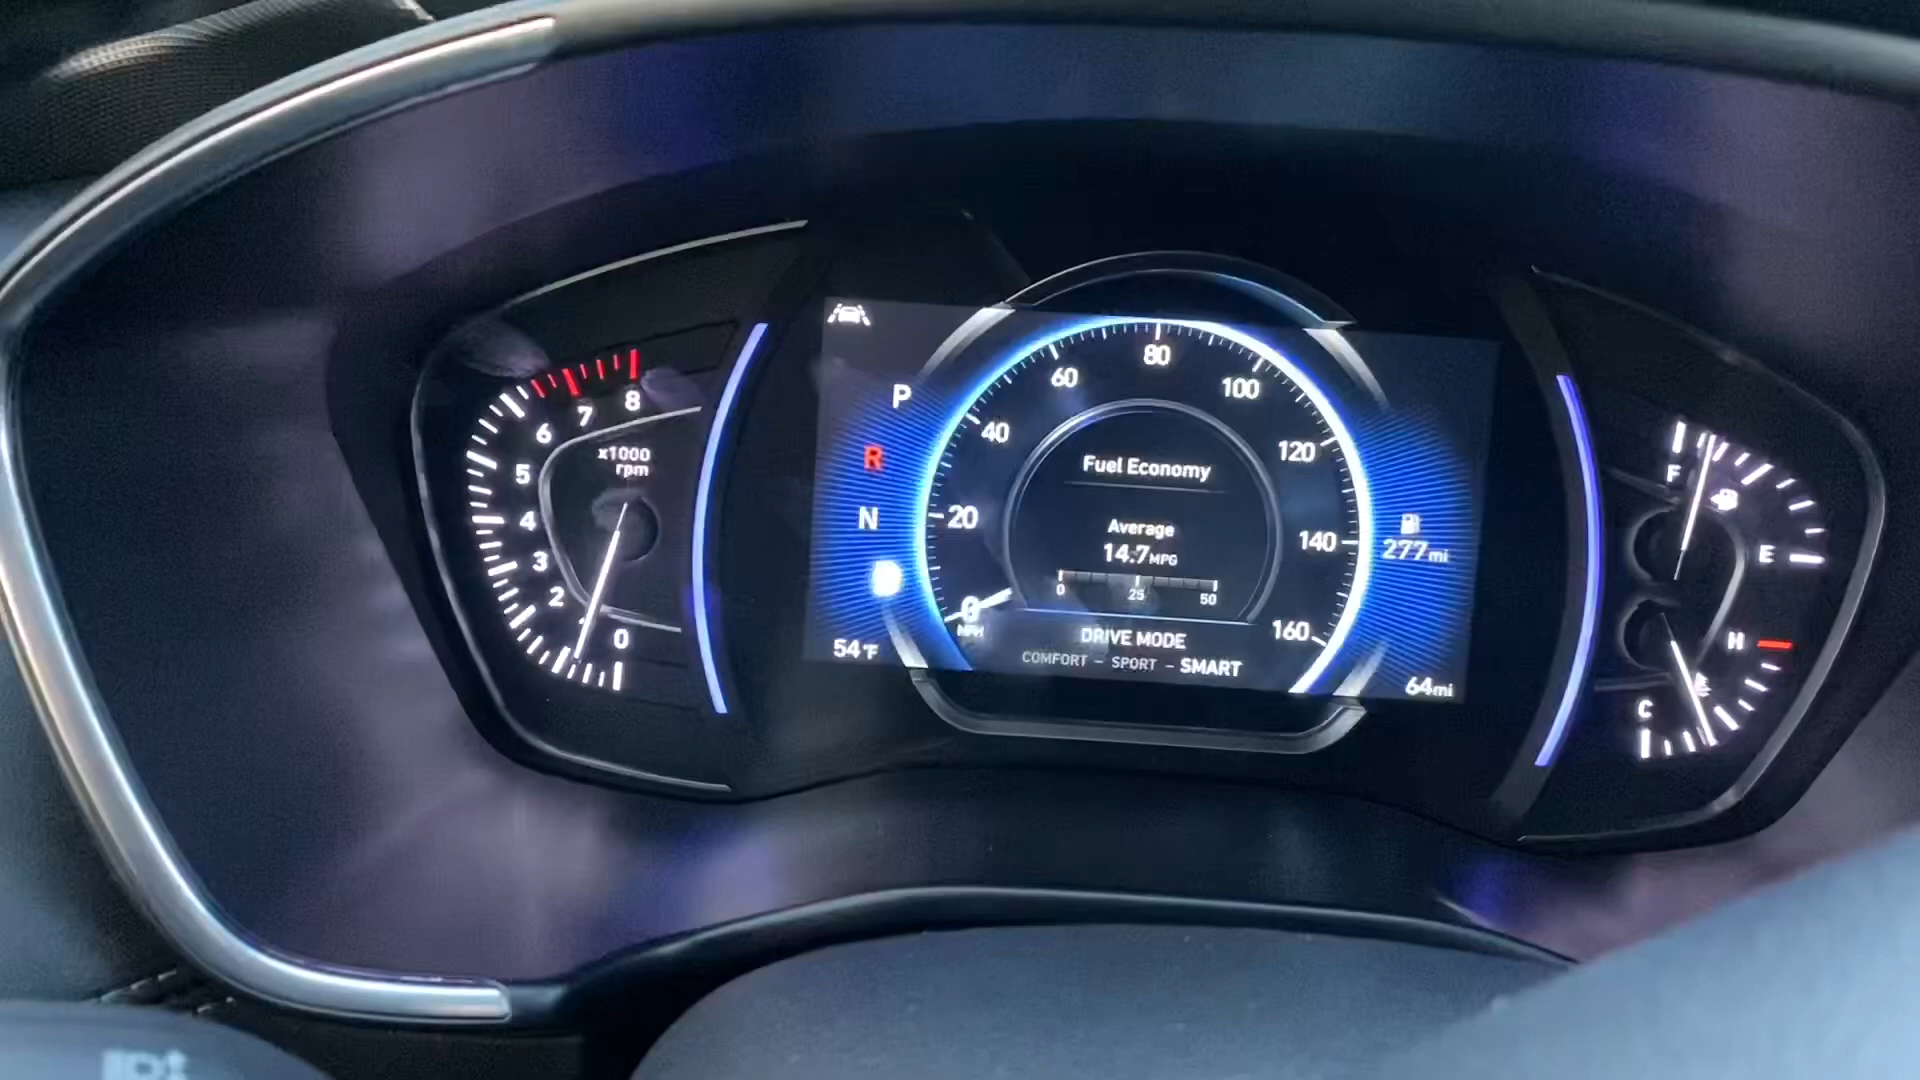 8
7
6
5
4
3
2
0
x1000
rpm
P
R
N
54°F
0
MPH
20
40
60
80
100
120
140
160
Fuel Economy
Average
14.7MPG
0 25 50
DRIVE MODE
COMFORT – SPORT – SMART
277mi
64mi
F
E
H
C